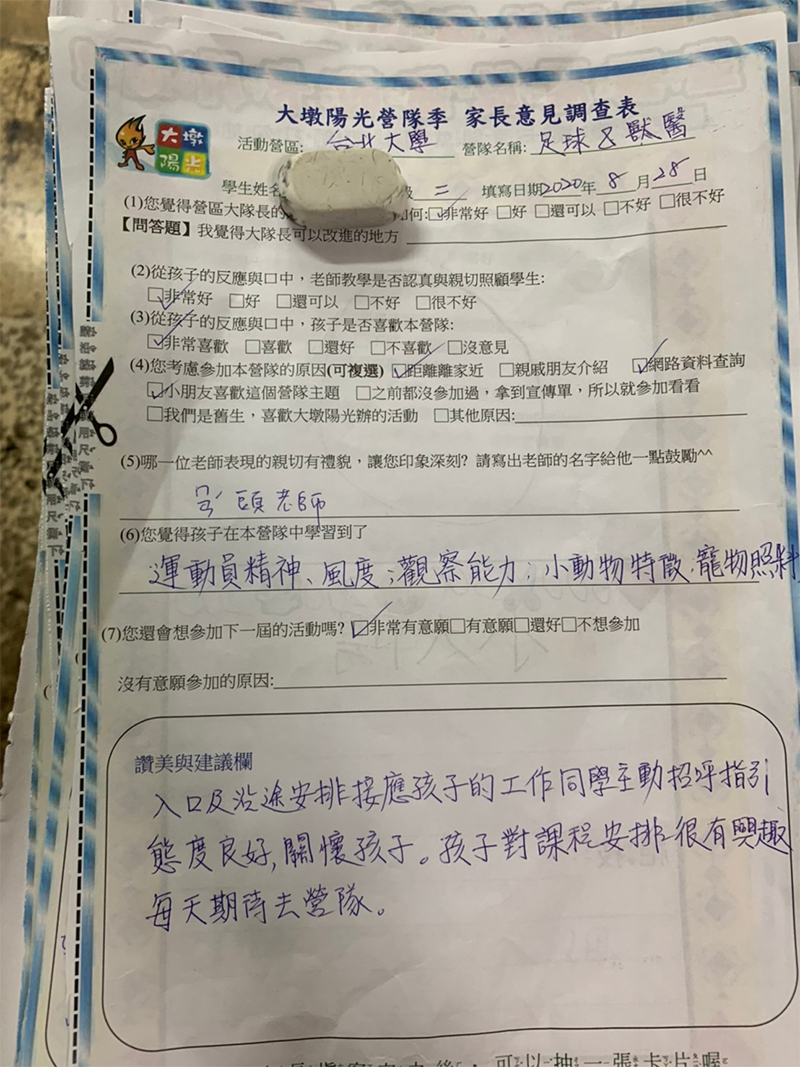 大墩陽光營隊季 家長意見調查表
大墩
陽光
活動營區: 台北大學 營隊名稱: 足球&獸醫
學生姓名 級 二 填寫日期2020年 8 月 28 日
(1)您覺得營區大隊長的 如何:☑非常好 □好 □還可以 □不好 □很不好
【問答題】我覺得大隊長可以改進的地方
(2)從孩子的反應與口中，老師教學是否認真與親切照顧學生:
☑非常好 □好 □還可以 □不好 □很不好
(3)從孩子的反應與口中，孩子是否喜歡本營隊:
☑非常喜歡 □喜歡 □還好 □不喜歡 □沒意見
(4)您考慮參加本營隊的原因(可複選) ☑距離離家近 □親戚朋友介紹 ☑網路資料查詢
☑小朋友喜歡這個營隊主題 □之前都沒參加過，拿到宣傳單，所以就參加看看
□我們是舊生，喜歡大墩陽光辦的活動 □其他原因:
(5)哪一位老師表現的親切有禮貌，讓您印象深刻? 請寫出老師的名字給他一點鼓勵^^
頭老師
(6)您覺得孩子在本營隊中學習到了
運動員精神、風度;觀察能力;小動物特徵.寵物照料
(7)您還會想參加下一屆的活動嗎? ☑非常有意願□有意願□還好□不想參加
沒有意願參加的原因:
讚美與建議欄
入口及沿途安排接應孩子的工作同學主動招呼指引
態度良好,關懷孩子。孩子對課程安排很有興趣
每天期待去營隊。
可以抽一張卡片喔